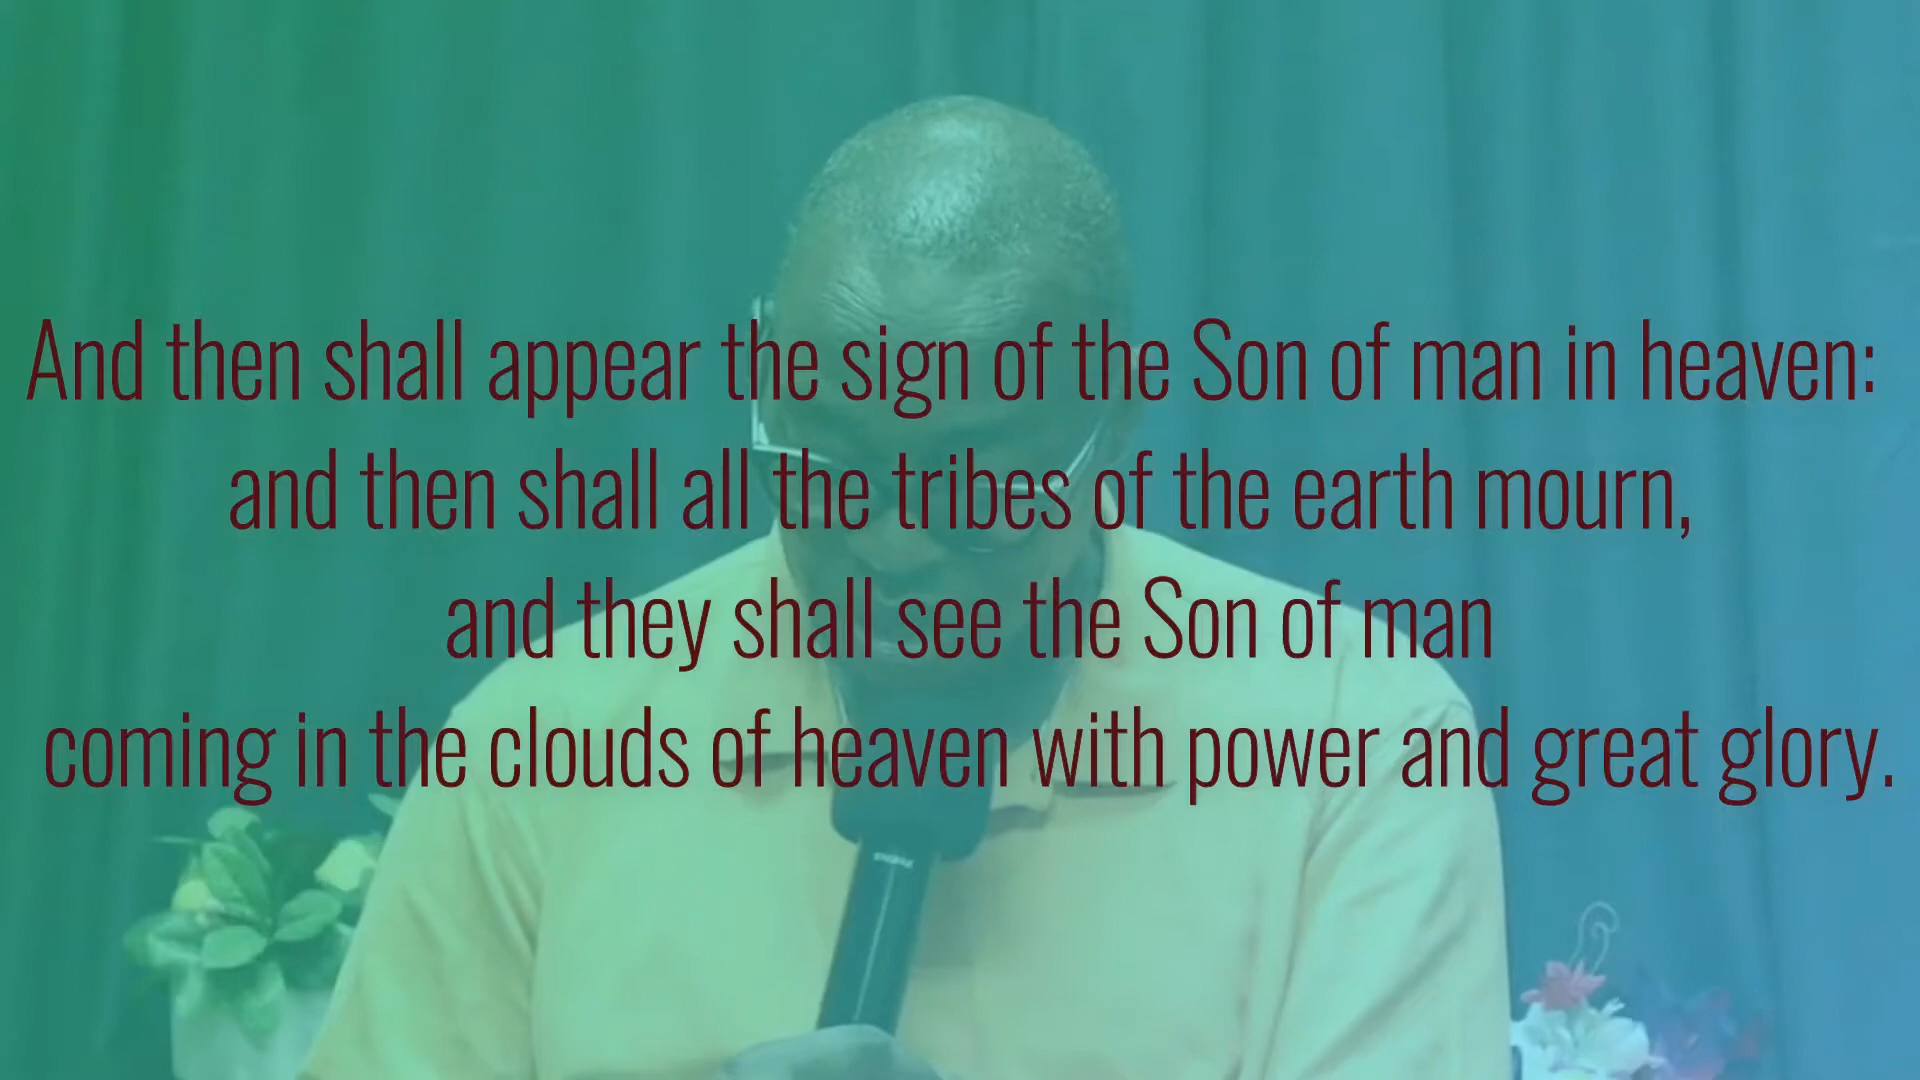 And then shall appear the sign of the Son of man in heaven:
and then shall all the tribes of the earth mourn,
and they shall see the Son of man
coming in the clouds of heaven with power and great glory.